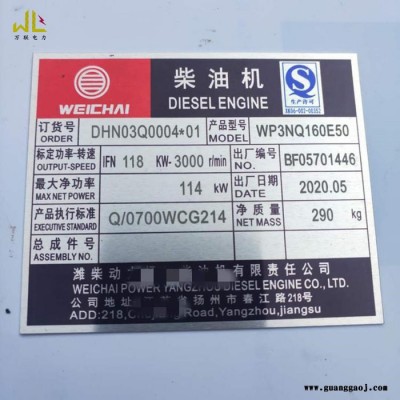 WL
万联电力
WEICHAI
柴油机
DIESEL ENGINE
QS
订货号 DHN03Q0004*01 产品型号 WP3NQ160E50
ORDER MODEL
标定功率-转速 IFN 118 KW- 3000 r/min 出厂编号 BF05701446
OUTPUT-SPEED
最大净功率 114 kW 出厂日期 2020.05
MAX NET POWER
产品执行标准 Q/0700WCG214 净质量 290 kg
EXECUTIVE STANDARD NET MASS
总成件号
ASSEMBLY NO.
潍柴动 柴油机有限责任公司
WEICHAI POWER YANGZHOU DIESEL ENGINE CO., LTD.
公司地址 扬州市春江路218号
ADD:218, Road, Yangzhou, jiangsu
www.guanggaoj.com